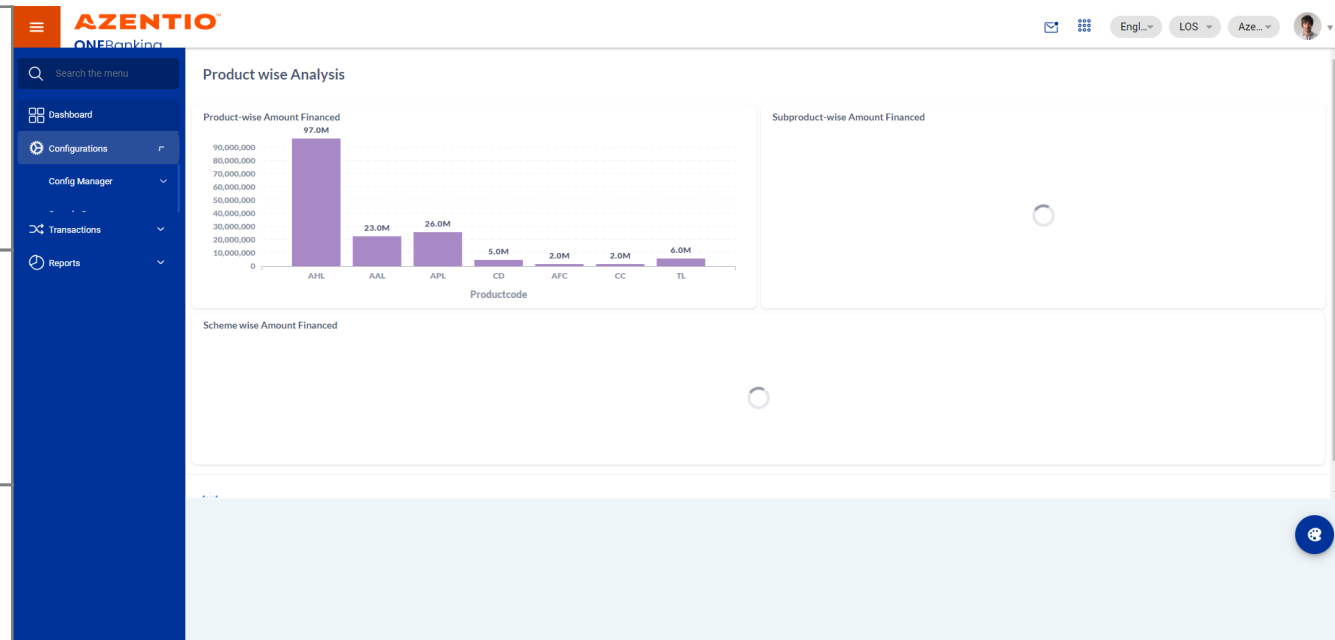 AZENTIO
ONEBanking
Engl...
LOS
Aze...
Search the menu
Dashboard
Configurations
Config Manager
Transactions
Reports
Product wise Analysis
Product-wise Amount Financed
97.0M
90,000,000
80,000,000
70,000,000
60,000,000
50,000,000
40,000,000
30,000,000
20,000,000
10,000,000
0
23.0M
26.0M
5.0M
2.0M
2.0M
6.0M
AHL AAL APL CD AFC CC TL
Productcode
Subproduct-wise Amount Financed
Scheme wise Amount Financed